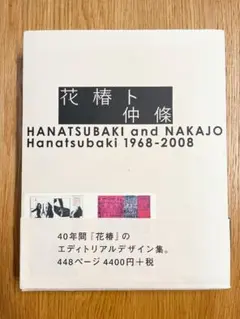 花椿ト
仲條
HANATSUBAKI and NAKAJO
Hanatsubaki 1968-2008
40年間『花椿』の
エディトリアルデザイン集。
448ページ 4400円+税